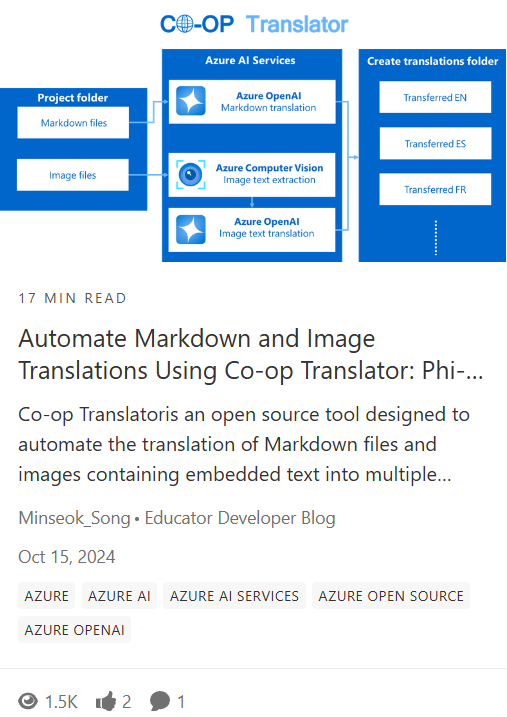 CO-OP Translator
Azure AI Services
Create translations folder
Project folder
Markdown files
Image files
Azure OpenAI
Markdown translation
Azure Computer Vision
Image text extraction
Azure OpenAI
Image text translation
Transferred EN
Transferred ES
Transferred FR
17 MIN READ
Automate Markdown and Image
Translations Using Co-op Translator: Phi-...
Co-op Translatoris an open source tool designed to
automate the translation of Markdown files and
images containing embedded text into multiple...
Minseok_Song • Educator Developer Blog
Oct 15, 2024
AZURE AZURE AI AZURE AI SERVICES AZURE OPEN SOURCE
AZURE OPENAI
1.5K 2 1